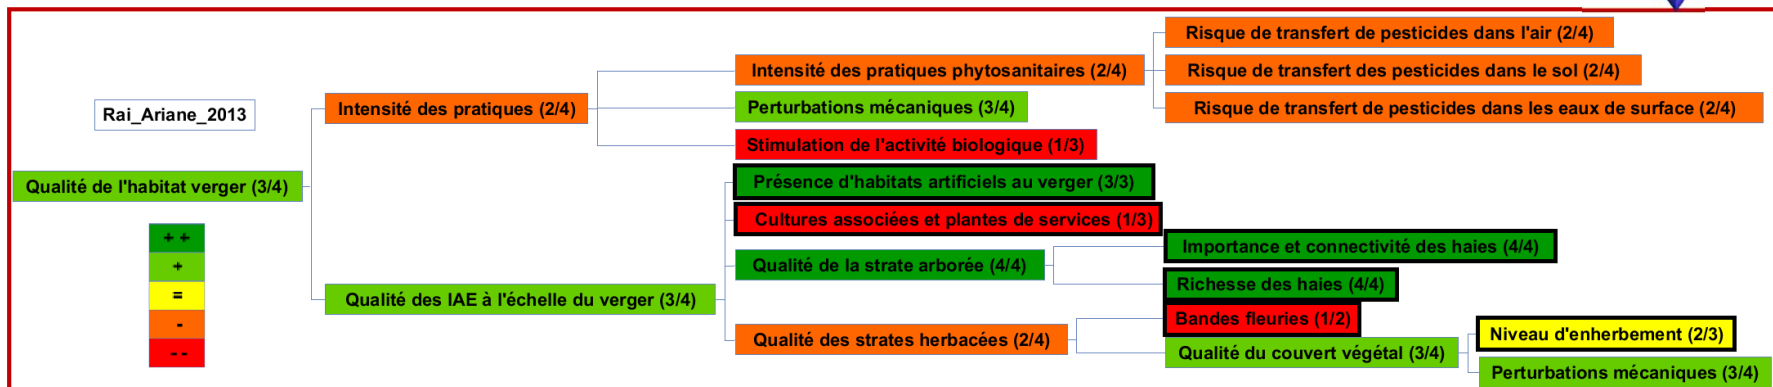 Risque de transfert de pesticides dans l'air (2/4)
Intensité des pratiques phytosanitaires (2/4)
Risque de transfert des pesticides dans le sol (2/4)
Rai_Ariane_2013
Intensité des pratiques (2/4)
Perturbations mécaniques (3/4)
Risque de transfert de pesticides dans les eaux de surface (2/4)
Stimulation de l'activité biologique (1/3)
Qualité de l'habitat verger (3/4)
Présence d'habitats artificiels au verger (3/3)
Cultures associées et plantes de services (1/3)
+ +
+
=
-
- -
Qualité de la strate arborée (4/4)
Importance et connectivité des haies (4/4)
Richesse des haies (4/4)
Qualité des IAE à l'échelle du verger (3/4)
Bandes fleuries (1/2)
Qualité des strates herbacées (2/4)
Niveau d'enherbement (2/3)
Qualité du couvert végétal (3/4)
Perturbations mécaniques (3/4)